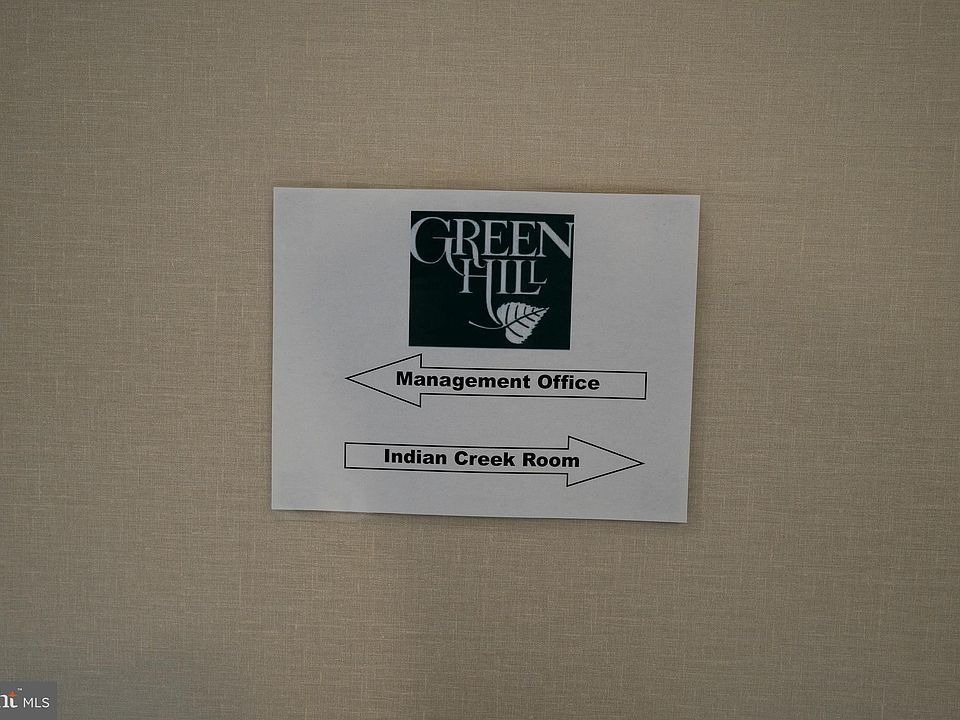 GREEN
HILL
Management Office
Indian Creek Room
MLS